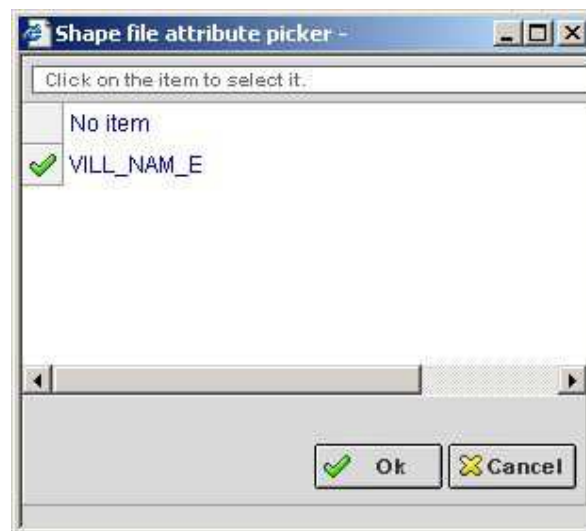 Shape file attribute picker -
Click on the item to select it.
No item
VILL_NAM_E
Ok
Cancel